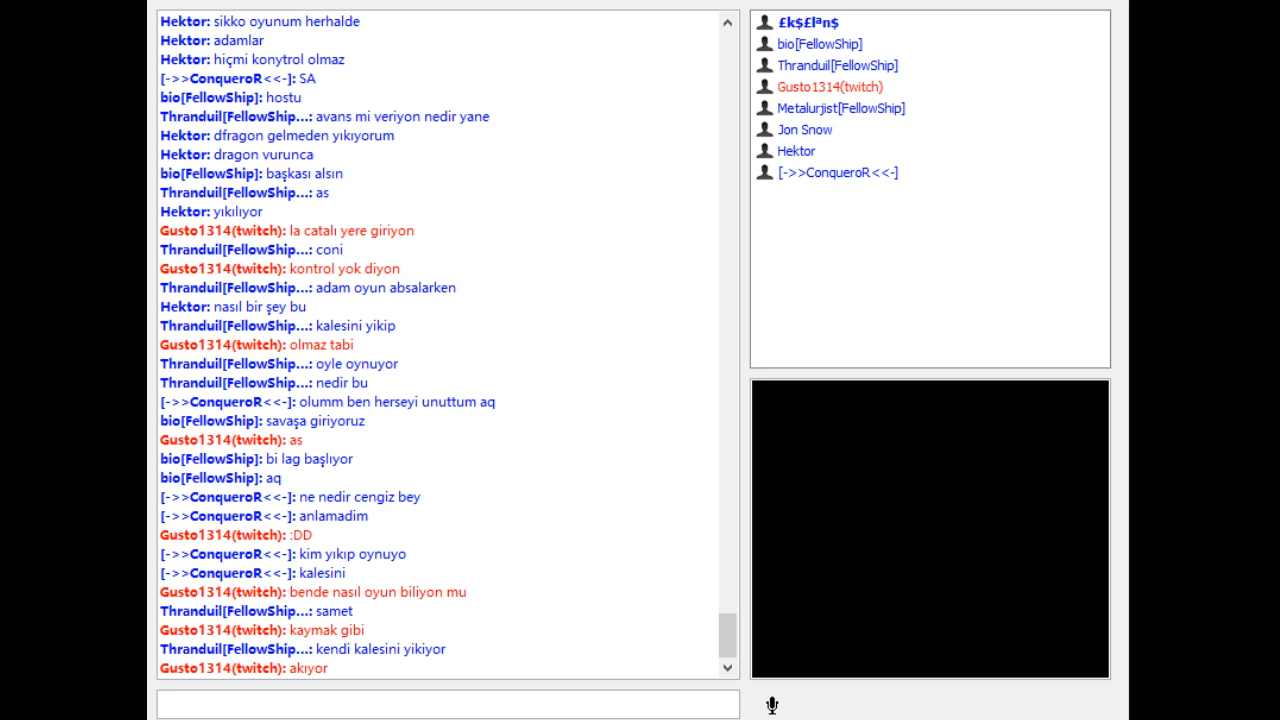 Hektor: sikko oyunum herhalde
Hektor: adamlar
Hektor: hiçmi konytrol olmaz
[->>ConqueroR<<-]: SA
bio[FellowShip]: hostu
Thranduil[FellowShip...: avans mi veriyon nedir yane
Hektor: dfragon gelmeden yıkıyorum
Hektor: dragon vurunca
bio[FellowShip]: başkası alsın
Thranduil[FellowShip...: as
Hektor: yıkılıyor
Gusto1314(twitch): la catalı yere giriyon
Thranduil[FellowShip...: coni
Gusto1314(twitch): kontrol yok diyon
Thranduil[FellowShip...: adam oyun absalarken
Hektor: nasıl bir şey bu
Thranduil[FellowShip...: kalesini yikip
Gusto1314(twitch): olmaz tabi
Thranduil[FellowShip...: oyle oynuyor
Thranduil[FellowShip...: nedir bu
[->>ConqueroR<<-]: olumm ben herseyi unuttum aq
bio[FellowShip]: savaşa giriyoruz
Gusto1314(twitch): as
bio[FellowShip]: bi lag başlıyor
bio[FellowShip]: aq
[->>ConqueroR<<-]: ne nedir cengiz bey
[->>ConqueroR<<-]: anlamadim
Gusto1314(twitch): :DD
[->>ConqueroR<<-]: kim yıkıp oynuyo
[->>ConqueroR<<-]: kalesini
Gusto1314(twitch): bende nasıl oyun biliyon mu
Thranduil[FellowShip...: samet
Gusto1314(twitch): kaymak gibi
Thranduil[FellowShip...: kendi kalesini yikiyor
Gusto1314(twitch): akıyor
£k$£lªn$
bio[FellowShip]
Thranduil[FellowShip]
Gusto1314(twitch)
Metalurjist[FellowShip]
Jon Snow
Hektor
[->>ConqueroR<<-]